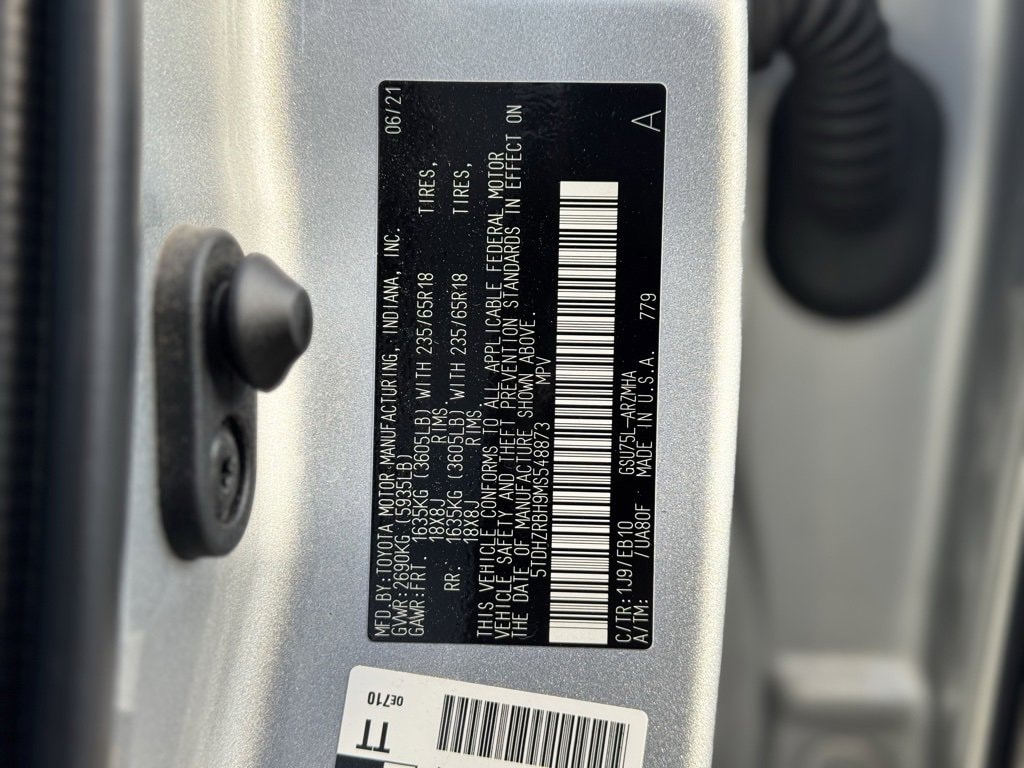 MFD.BY:TOYOTA MOTOR MANUFACTURING, INDIANA, INC. 06/21
GVWR:2690KG (5935LB)
GAWR:FRT. 1635KG (3605LB) WITH 235/65R18 TIRES,
18X8J RIMS
RR: 1635KG (3605LB) WITH 235/65R18 TIRES,
18X8J RIMS
THIS VEHICLE CONFORMS TO ALL APPLICABLE FEDERAL MOTOR
VEHICLE SAFETY AND THEFT PREVENTION STANDARDS IN EFFECT ON
THE DATE OF MANUFACTURE SHOWN ABOVE.
5TDHZRBH9MS548873 MPV
C/TR:1J9/EB10 GSU75L-ARZMHA
A/TM: /UA80F MADE IN U.S.A. 779 A
0E710
TT